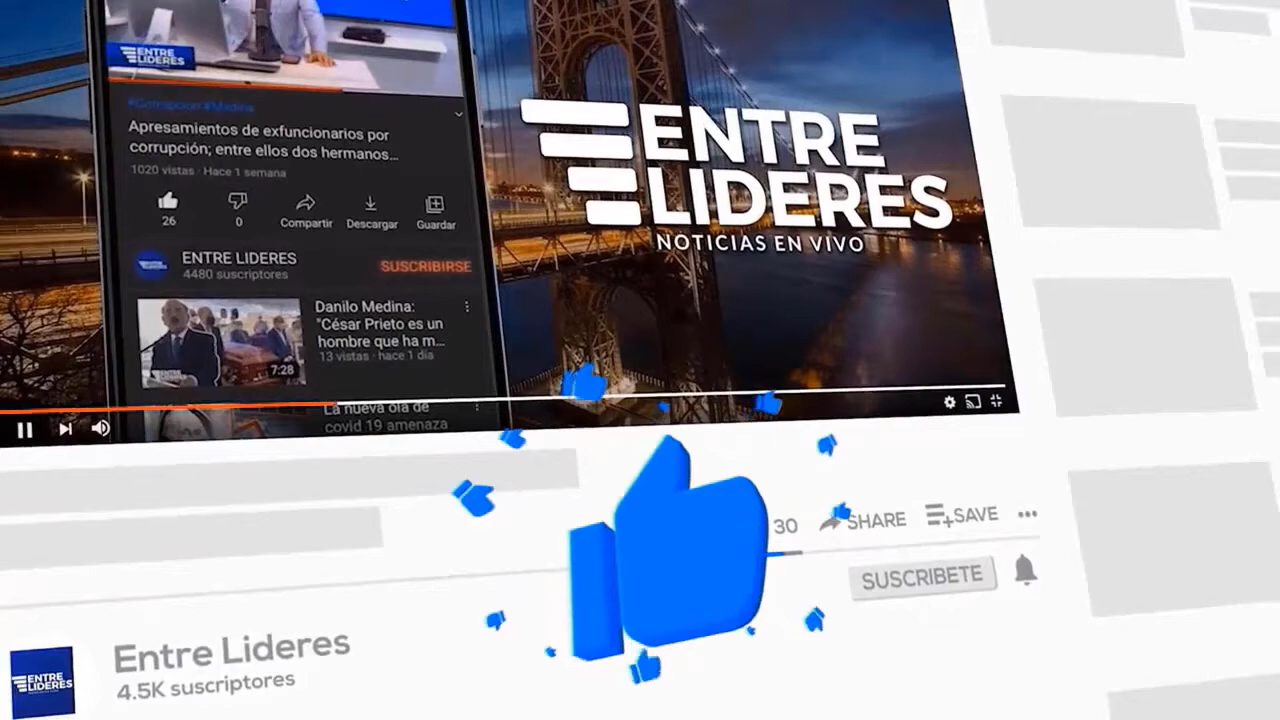 ENTRE
LIDERES
#Corrupcion #Medina
Apresamientos de exfuncionarios por
corrupción; entre ellos dos hermanos...
1020 vistas · Hace 1 semana
26
0
Compartir
Descargar
Guardar
ENTRE LIDERES
4480 suscriptores
SUSCRIBIRSE
Danilo Medina:
"César Prieto es un
hombre que ha m...
13 vistas · hace 1 día
7:28
La nueva ola de
covid 19 amenaza
ENTRE
LIDERES
NOTICIAS EN VIVO
30
SHARE
SAVE
SUSCRIBETE
ENTRE
LIDERES
Entre Lideres
4.5K suscriptores